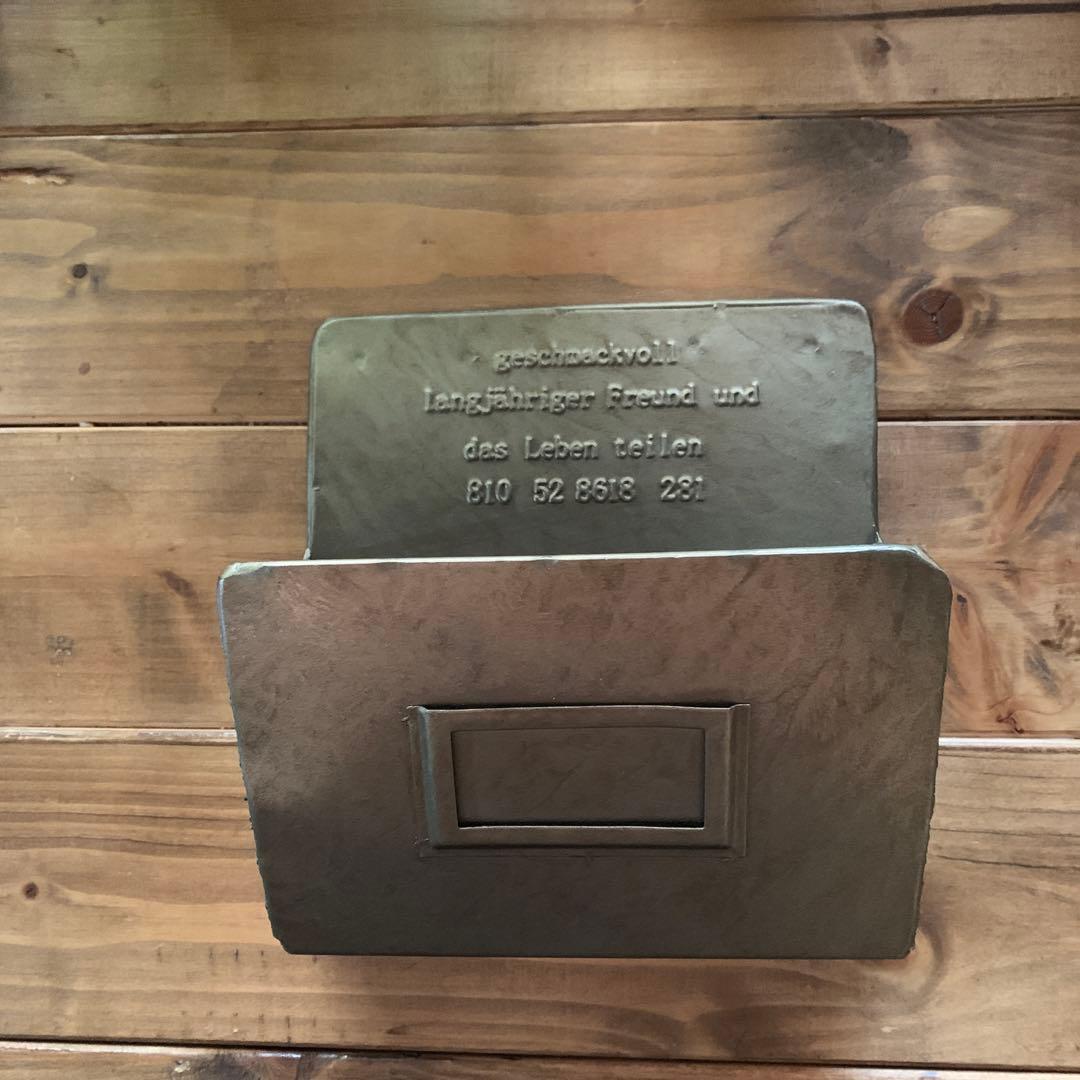 geschmackvoll
langjähriger Freund und
das Leben teilen
810 52 8618 281